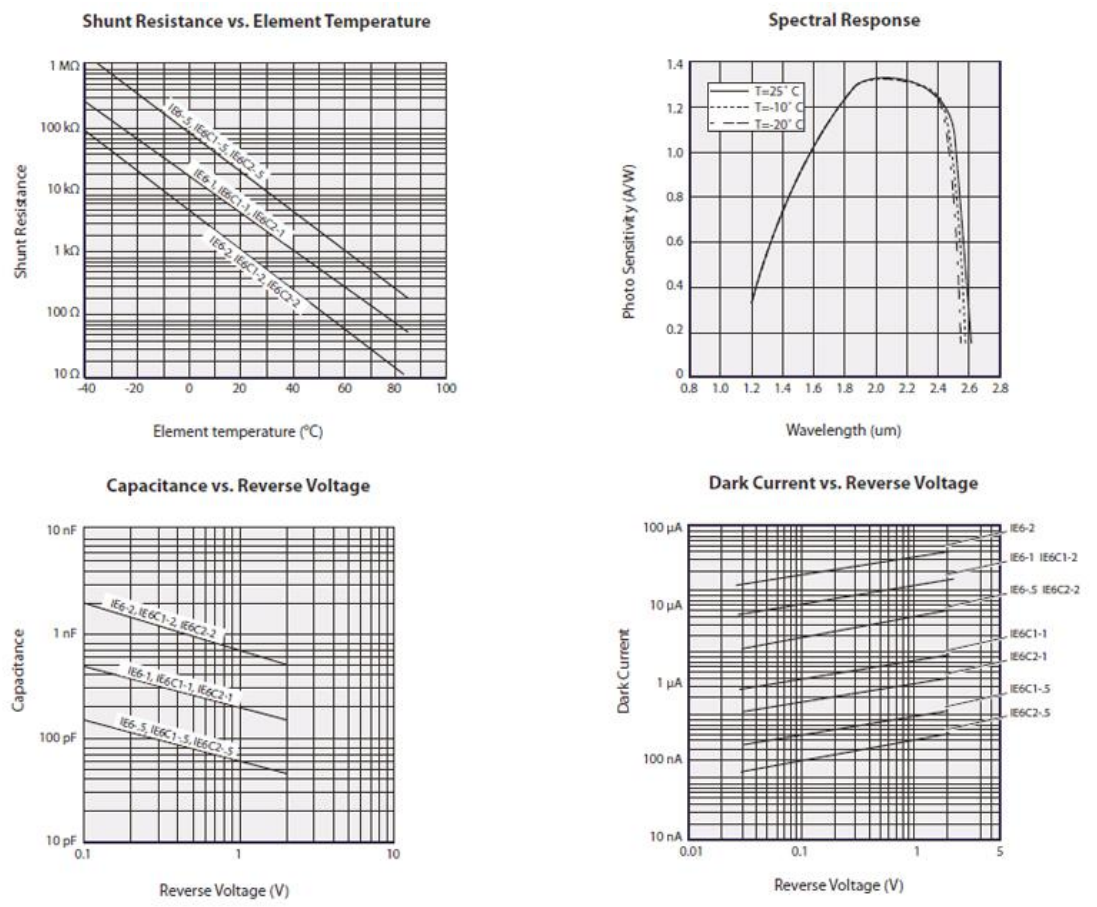 Shunt Resistance vs. Element Temperature
1 MΩ
100 kΩ
10 kΩ
1 kΩ
100 Ω
10 Ω
Shunt Resistance
IE6-.5, IE6C1-.5, IE6C2-.5
IE6-1, IE6C1-1, IE6C2-1
IE6-2, IE6C1-2, IE6C2-2
-40 -20 0 20 40 60 80 100
Element temperature (°C)
Spectral Response
1.4
1.2
1.0
0.8
0.6
0.4
0.2
0
Photo Sensitivity (A/W)
T=25° C
T=-10° C
T=-20° C
0.8 1.0 1.2 1.4 1.6 1.8 2.0 2.2 2.4 2.6 2.8
Wavelength (um)
Capacitance vs. Reverse Voltage
10 nF
1 nF
100 pF
10 pF
Capacitance
IE6-2, IE6C1-2, IE6C2-2
IE6-1, IE6C1-1, IE6C2-1
IE6-.5, IE6C1-.5, IE6C2-.5
0.1 1 10
Reverse Voltage (V)
Dark Current vs. Reverse Voltage
100 µA
10 µA
1 µA
100 nA
10 nA
Dark Current
IE6-2
IE6-1 IE6C1-2
IE6-.5 IE6C2-2
IE6C1-1
IE6C2-1
IE6C1-.5
IE6C2-.5
0.01 0.1 1 5
Reverse Voltage (V)